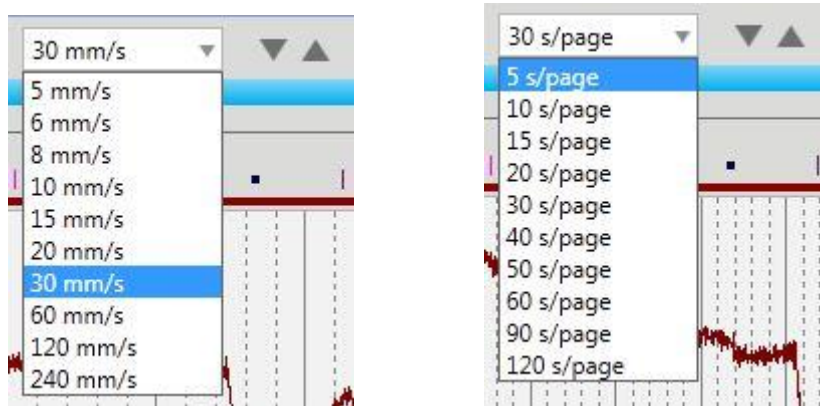 30 mm/s
5 mm/s
6 mm/s
8 mm/s
10 mm/s
15 mm/s
20 mm/s
30 mm/s
60 mm/s
120 mm/s
240 mm/s
30 s/page
5 s/page
10 s/page
15 s/page
20 s/page
30 s/page
40 s/page
50 s/page
60 s/page
90 s/page
120 s/page